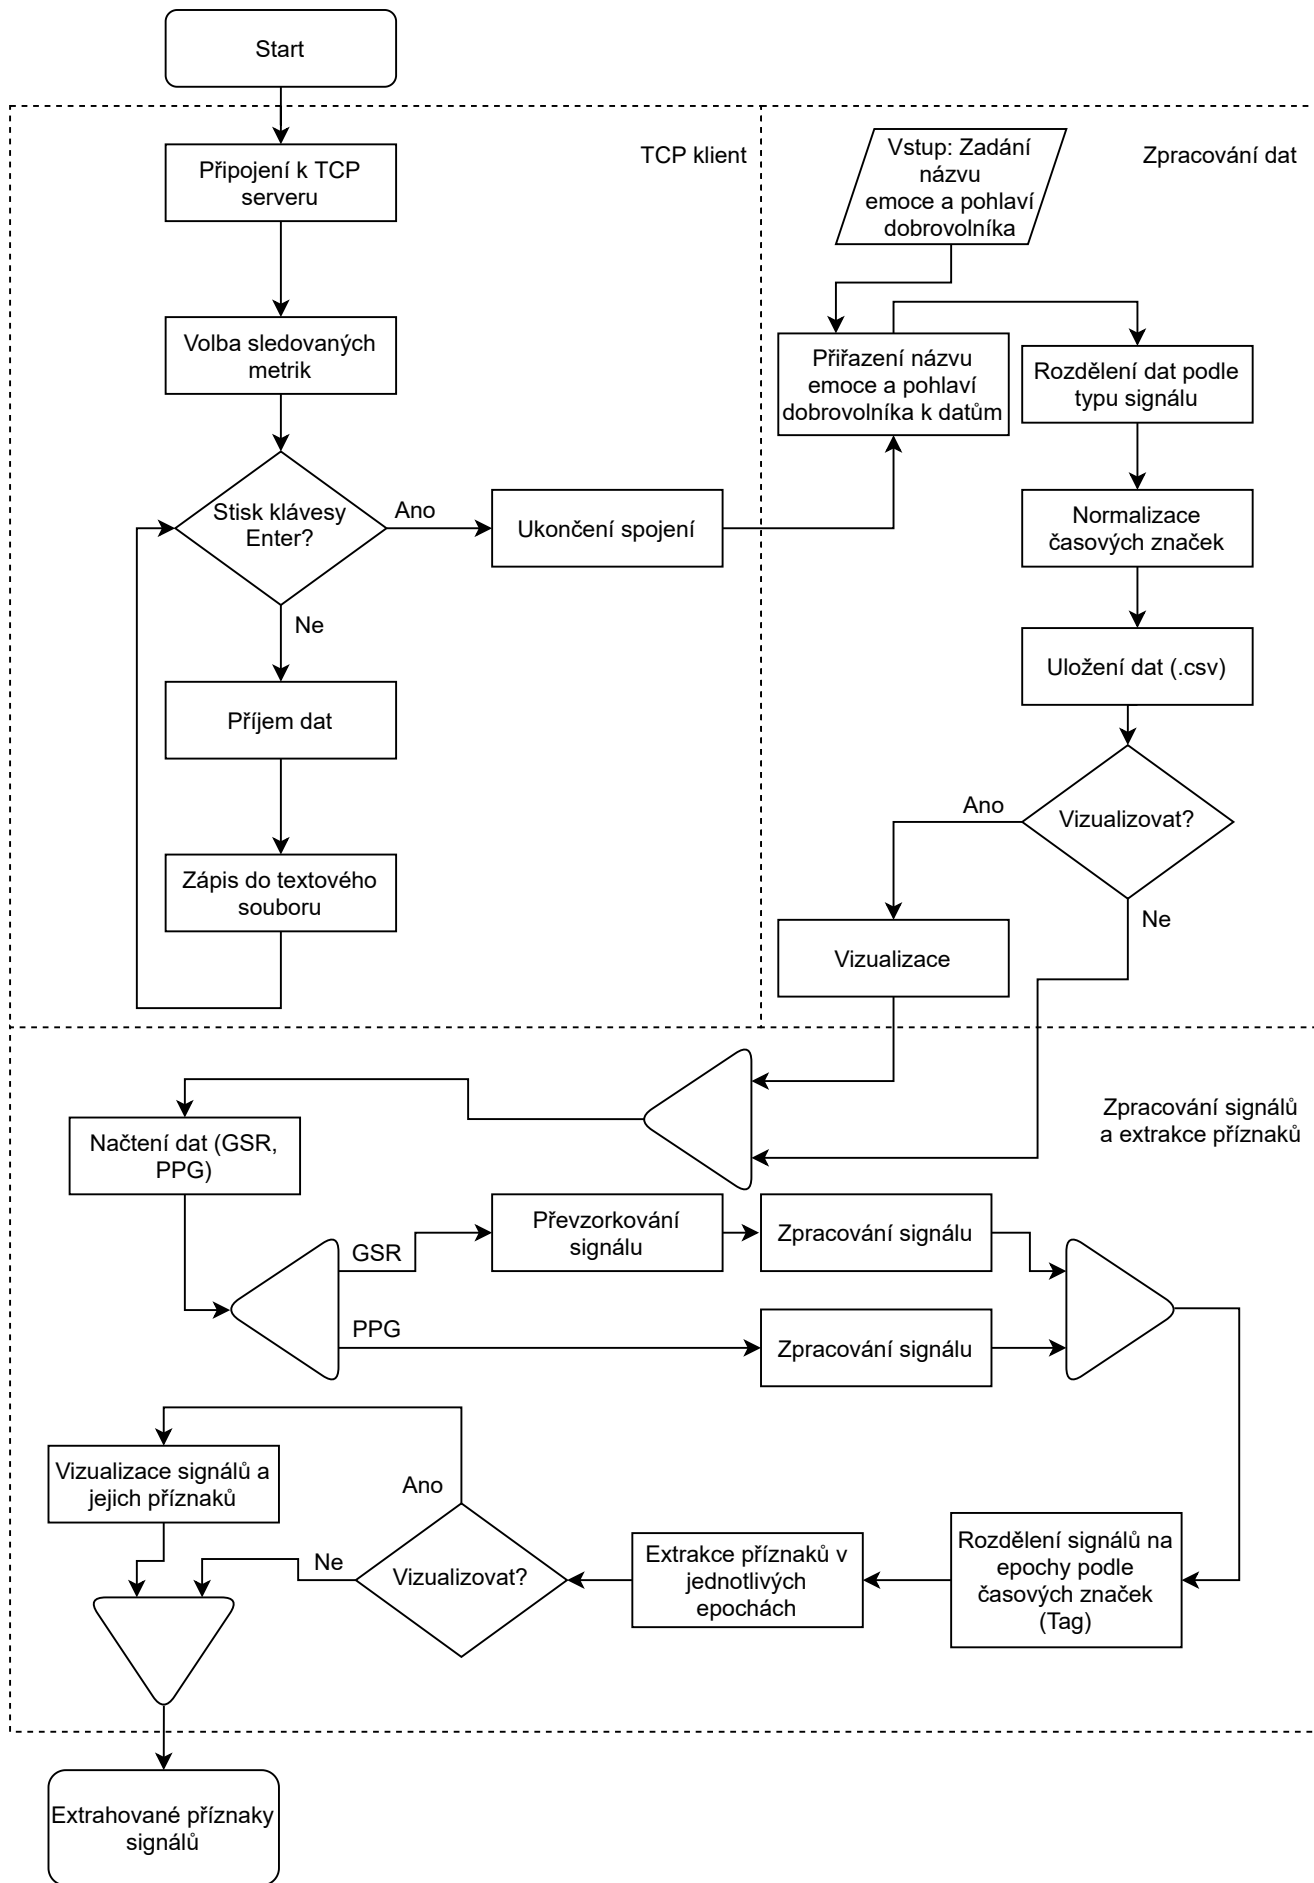 Start
TCP klient
Připojení k TCP
serveru
Volba sledovaných
metrik
Stisk klávesy
Enter?
Ano
Ukončení spojení
Ne
Příjem dat
Zápis do textového
souboru
Zpracování dat
Vstup: Zadání
názvu
emoce a pohlaví
dobrovolníka
Přiřazení názvu
emoce a pohlaví
dobrovolníka k datům
Rozdělení dat podle
typu signálu
Normalizace
časových značek
Uložení dat (.csv)
Vizualizovat?
Ano
Ne
Vizualizace
Zpracování signálů
a extrakce příznaků
Načtení dat (GSR,
PPG)
GSR
Převzorkování
signálu
Zpracování signálu
PPG
Zpracování signálu
Rozdělení signálů na
epochy podle
časových značek
(Tag)
Extrakce příznaků v
jednotlivých
epochách
Vizualizovat?
Ano
Ne
Vizualizace signálů a
jejich příznaků
Extrahované příznaky
signálů